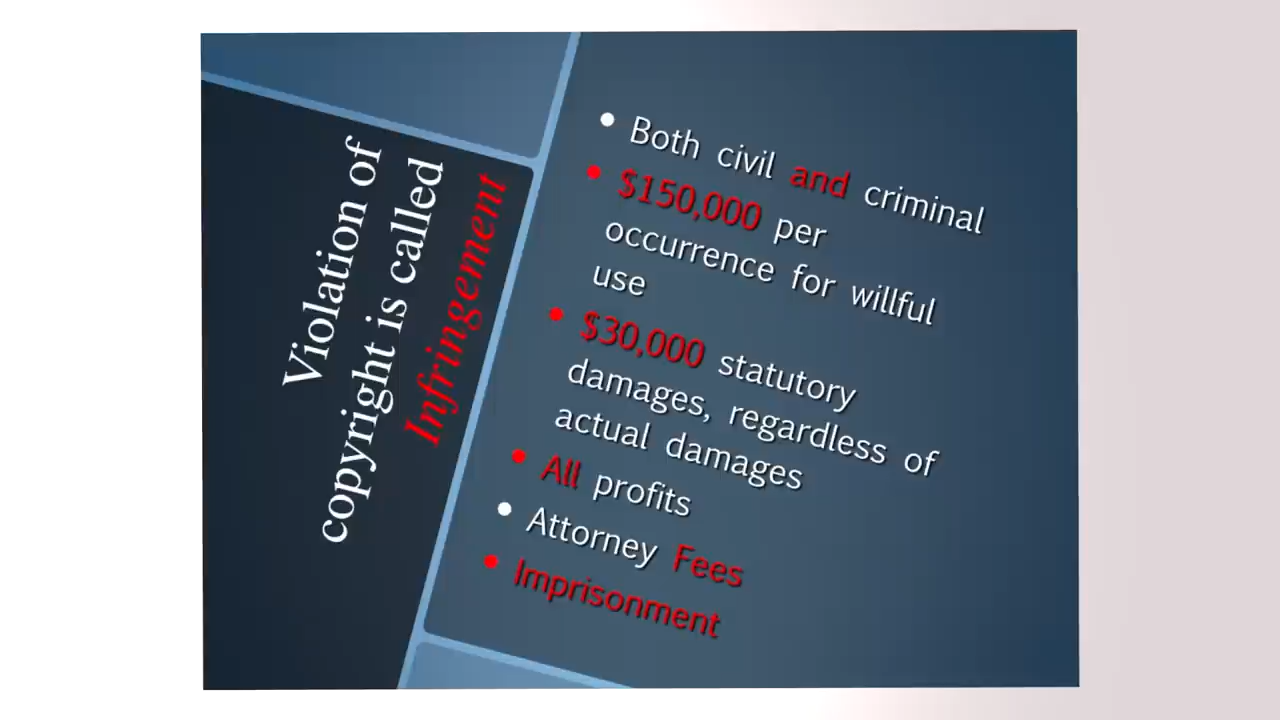 Violation of
copyright is called
Infringement
• Both civil and criminal
• $150,000 per
occurrence for willful
use
• $30,000 statutory
damages, regardless of
actual damages
• All profits
• Attorney Fees
• Imprisonment